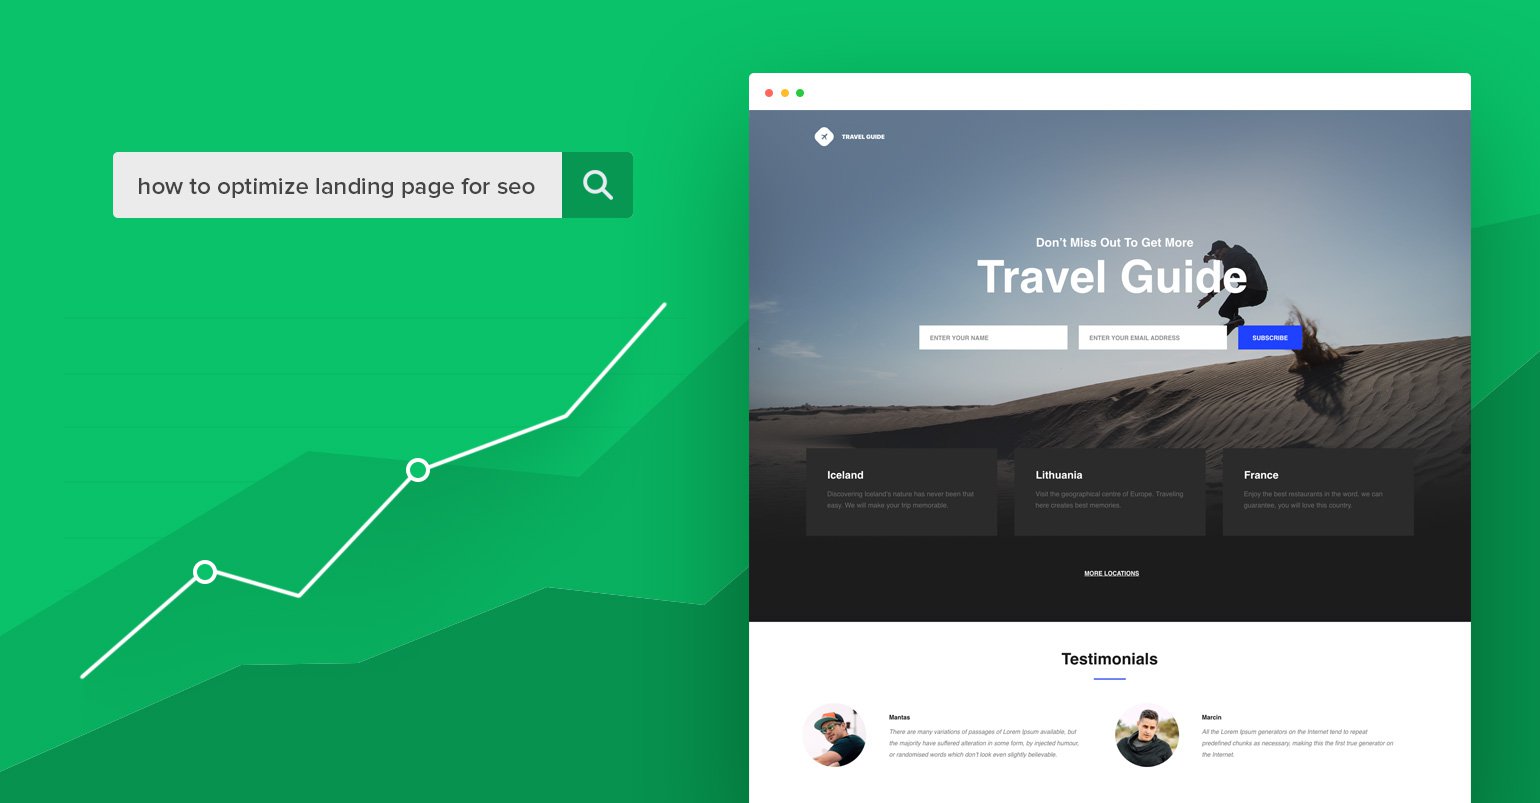 how to optimize landing page for seo
TRAVEL GUIDE
Don't Miss Out To Get More
Travel Guide
ENTER YOUR NAME
ENTER YOUR EMAIL ADDRESS
SUBSCRIBE
Iceland
Discovering Iceland's nature has never been that
easy. We will make your trip memorable.
Lithuania
Visit the geographical centre of Europe. Traveling
here creates best memories.
France
Enjoy the best restaurants in the word, we can
guarantee, you will love this country.
MORE LOCATIONS
Testimonials
Mantas
There are many variations of passages of Lorem Ipsum available, but
the majority have suffered alteration in some form, by injected humour,
or randomised words which don't look even slightly believable.
Marcin
All the Lorem Ipsum generators on the Internet tend to repeat
predefined chunks as necessary, making this the first true generator on
the Internet.